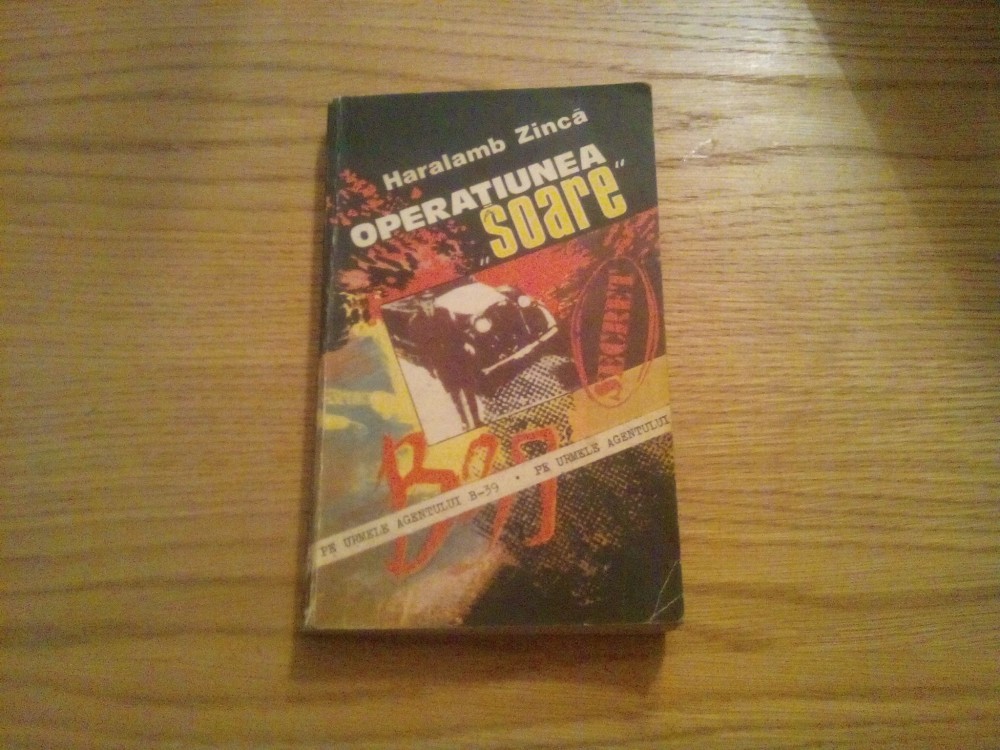 Haralamb Zincă
OPERAȚIUNEA
„Soare"
SECRET
B39
PE URMELE AGENTULUI B-39 • PE URMELE AGENTULUI